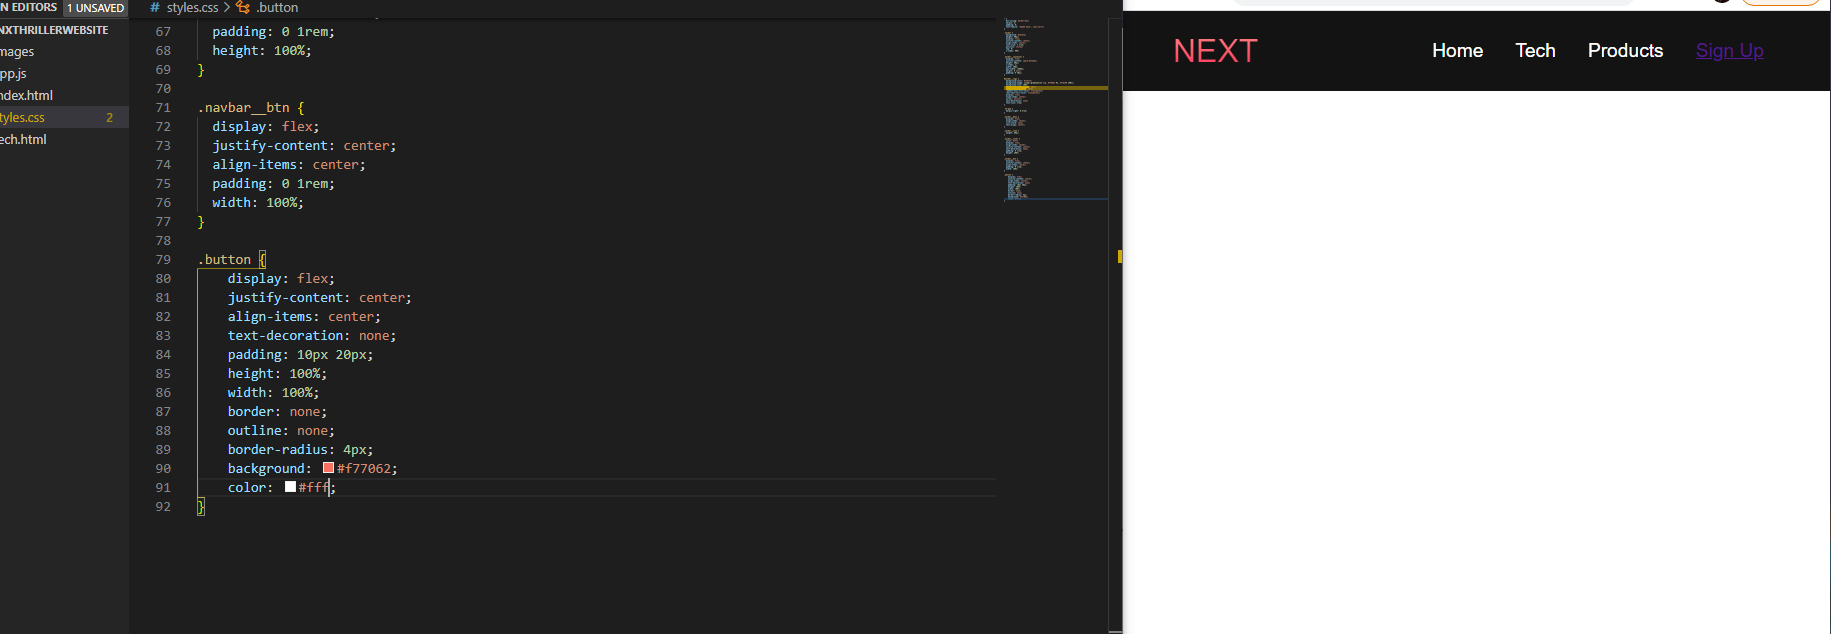 N EDITORS 1 UNSAVED
NXTHRILLERWEBSITE
mages
pp.js
ndex.html
tyles.css 2
ech.html
# styles.css > .button
67 padding: 0 1rem;
68 height: 100%;
69 }
70
71 .navbar__btn {
72 display: flex;
73 justify-content: center;
74 align-items: center;
75 padding: 0 1rem;
76 width: 100%;
77 }
78
79 .button {
80 display: flex;
81 justify-content: center;
82 align-items: center;
83 text-decoration: none;
84 padding: 10px 20px;
85 height: 100%;
86 width: 100%;
87 border: none;
88 outline: none;
89 border-radius: 4px;
90 background: #f77062;
91 color: #fff;
92 }
NEXT Home Tech Products Sign Up